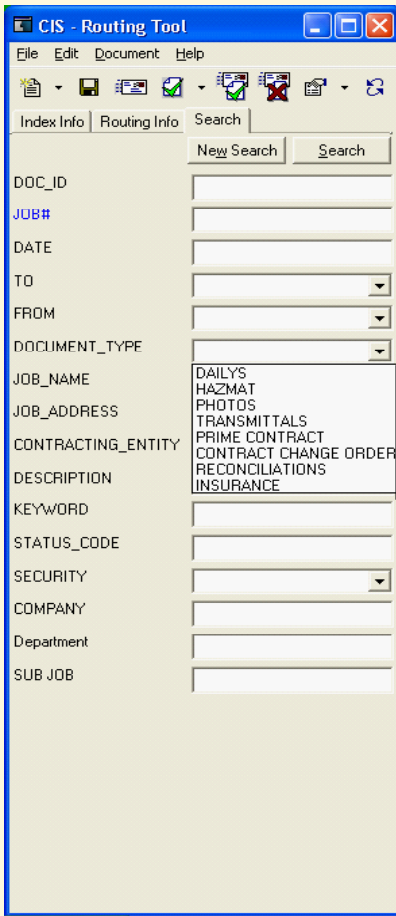 CIS - Routing Tool
File Edit Document Help
Index Info Routing Info Search
New Search Search
DOC_ID
JOB#
DATE
TO
FROM
DOCUMENT_TYPE
DAILYS
JOB_NAME
HAZMAT
PHOTOS
JOB_ADDRESS
TRANSMITTALS
PRIME CONTRACT
CONTRACTING_ENTITY
CONTRACT CHANGE ORDER
RECONCILIATIONS
DESCRIPTION
INSURANCE
KEYWORD
STATUS_CODE
SECURITY
COMPANY
Department
SUB JOB